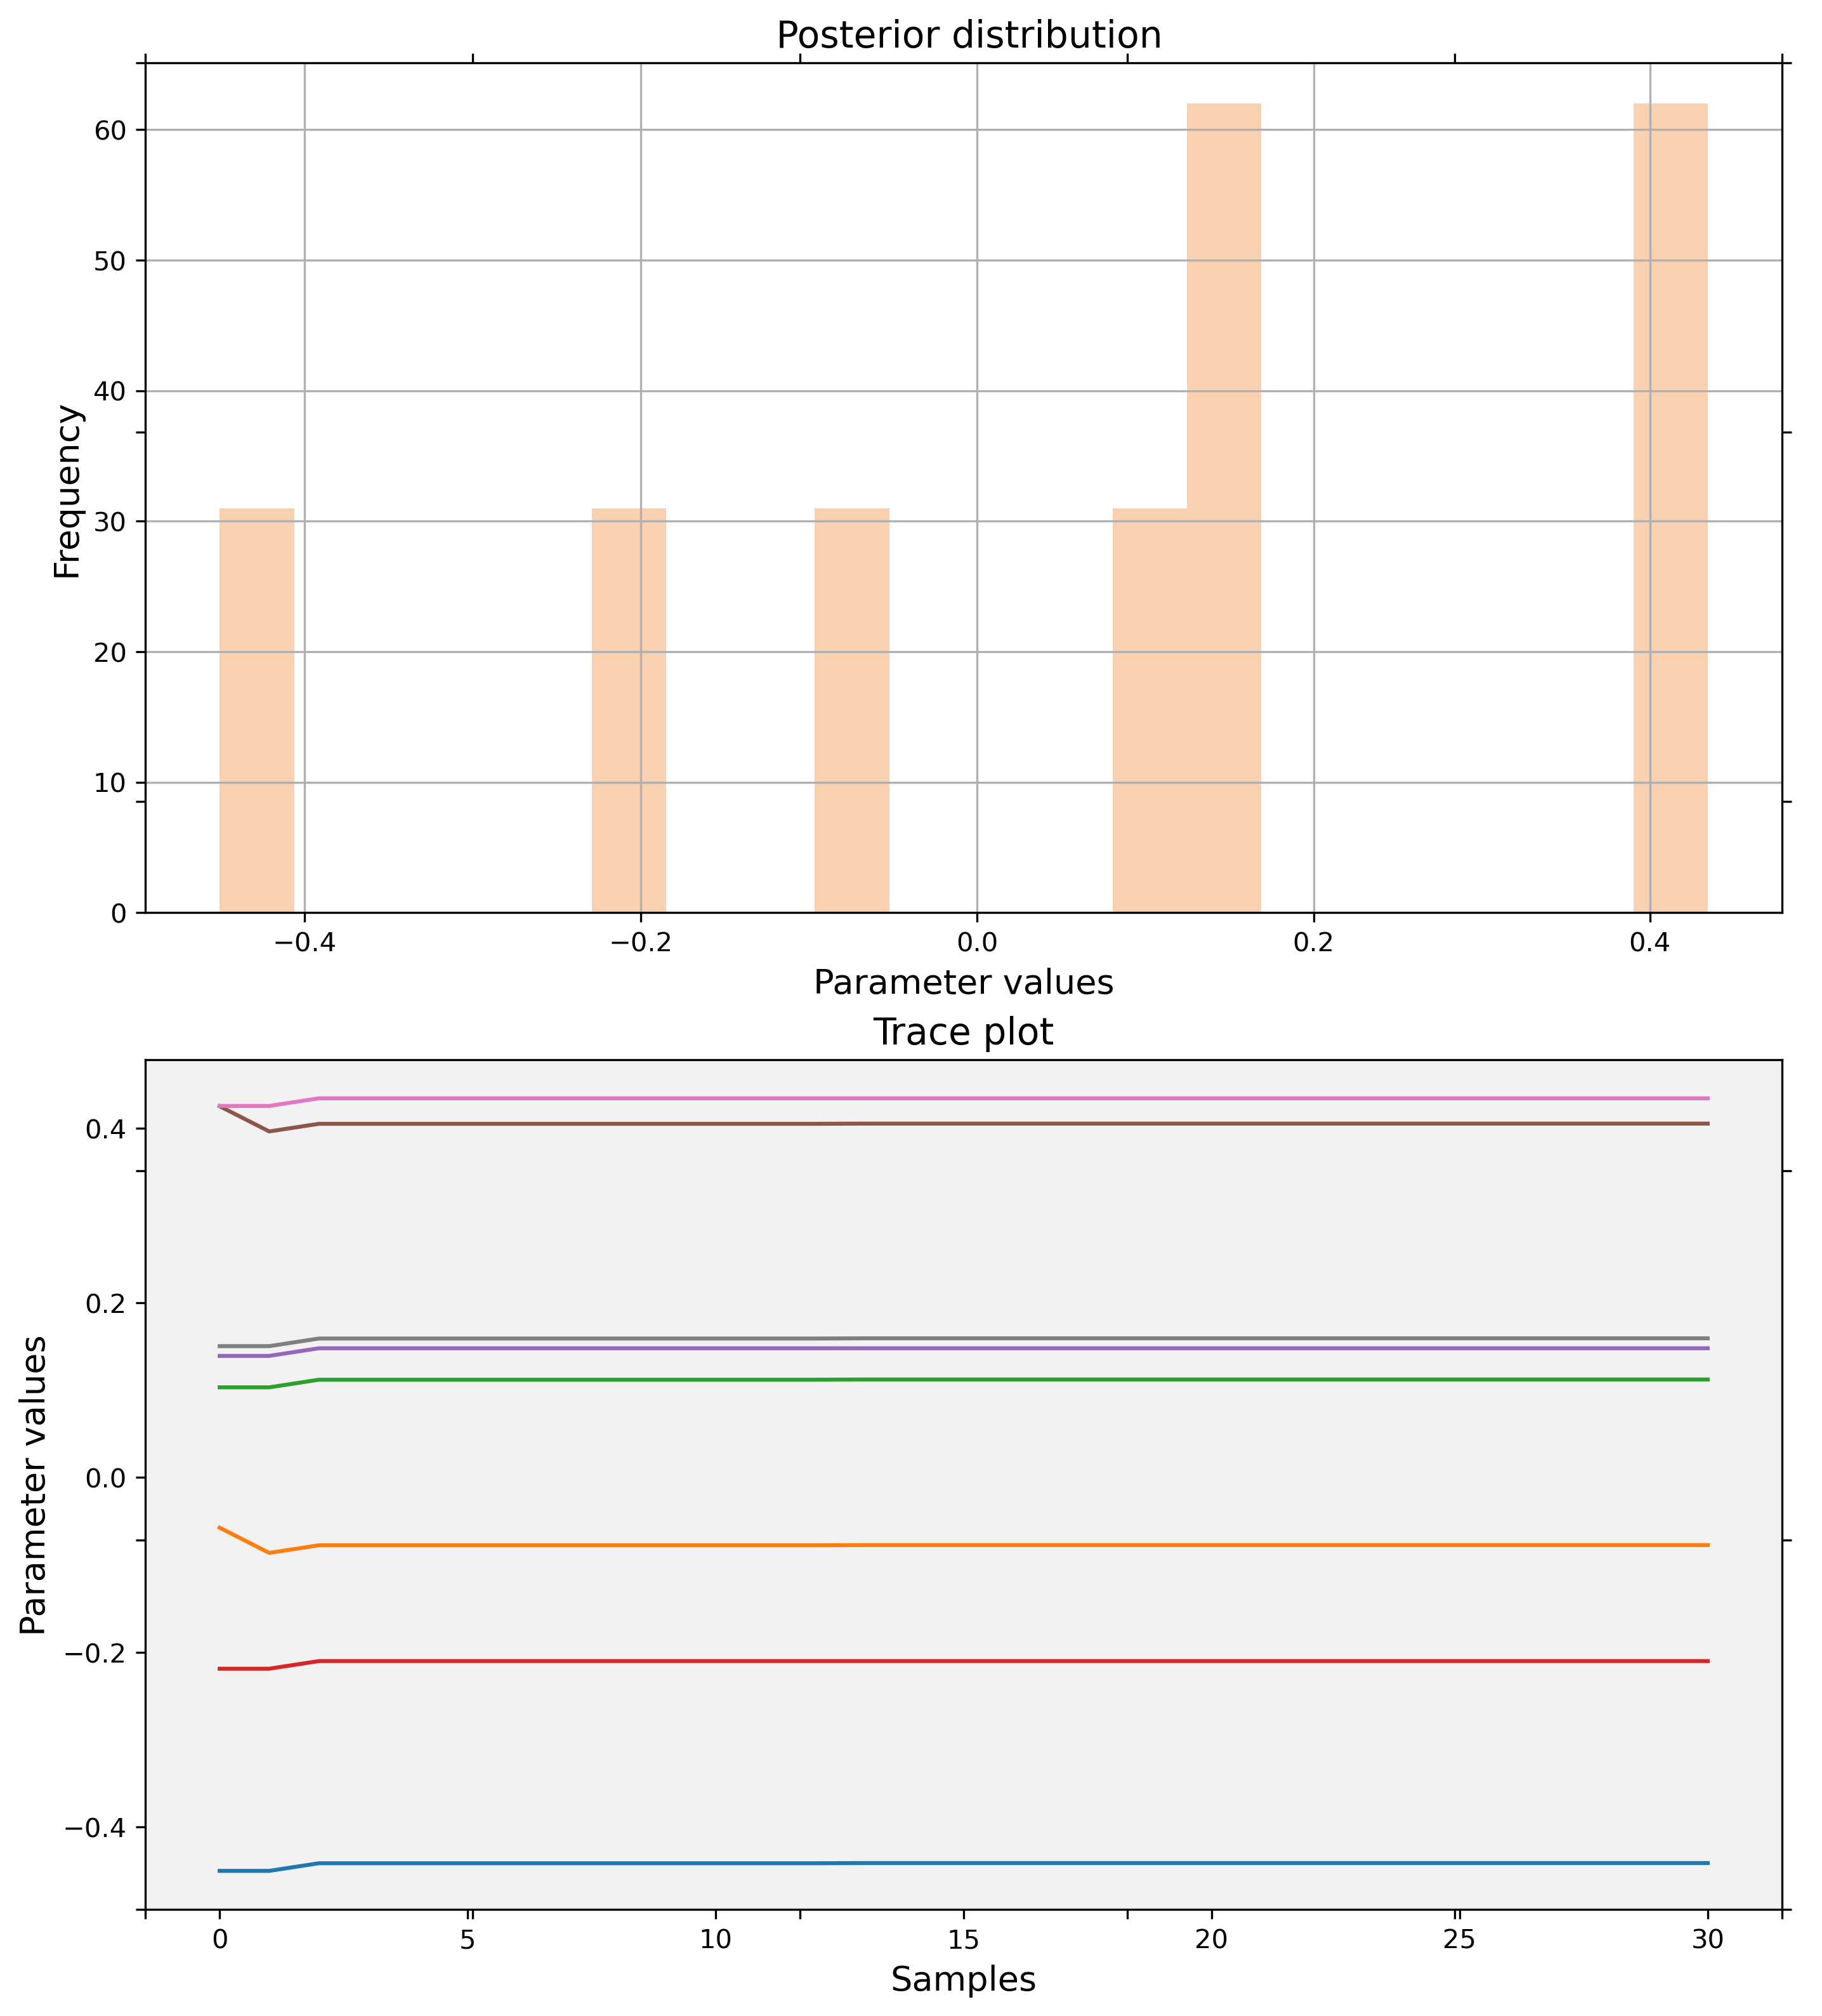 Posterior distribution
Frequency
60
50
40
30
20
10
0
−0.4 −0.2 0.0 0.2 0.4
Parameter values
Trace plot
Parameter values
0.4
0.2
0.0
−0.2
−0.4
0 5 10 15 20 25 30
Samples